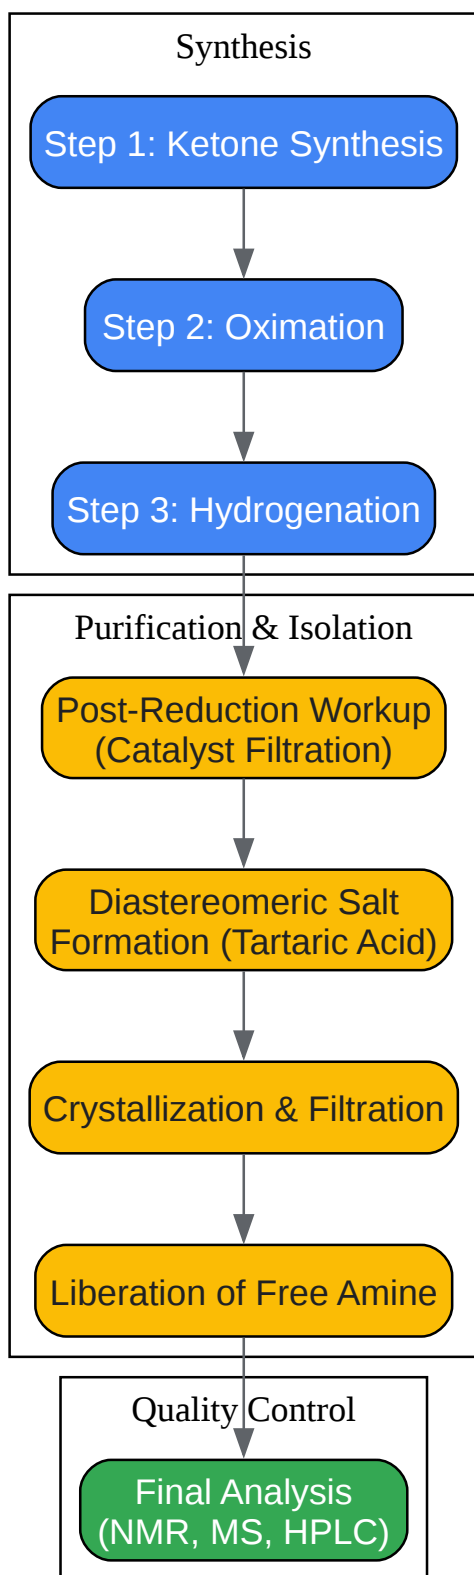 Synthesis
Step 1: Ketone Synthesis
Step 2: Oximation
Step 3: Hydrogenation
Purification & Isolation
Post-Reduction Workup
(Catalyst Filtration)
Diastereomeric Salt
Formation (Tartaric Acid)
Crystallization & Filtration
Liberation of Free Amine
Quality Control
Final Analysis
(NMR, MS, HPLC)